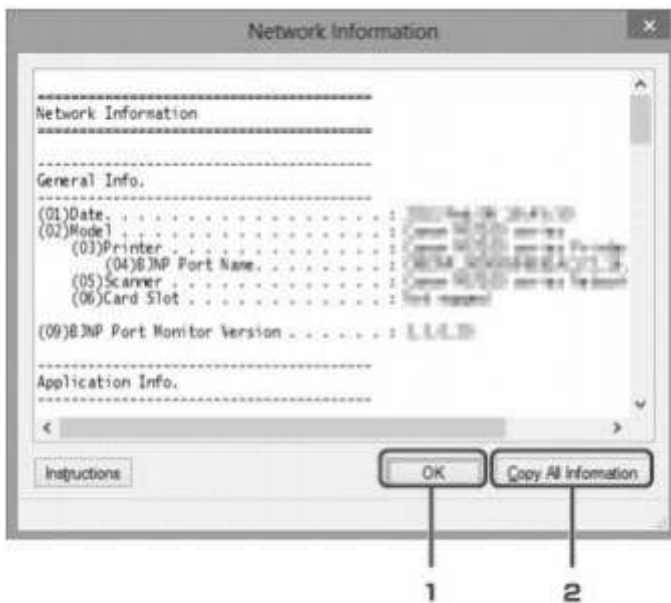 Network Information
========================================
Network Information
========================================
----------------------------------------
General Info.
----------------------------------------
(01)Date. . . . . . . . . . . . . . . . . :
(02)Model . . . . . . . . . . . . . . . . :
(03)Printer . . . . . . . . . . . . . :
(04)BJNP Port Name. . . . . . . . :
(05)Scanner . . . . . . . . . . . . . :
(06)Card Slot . . . . . . . . . . . . :
(09)BJNP Port Monitor Version . . . . . . :
----------------------------------------
Application Info.
----------------------------------------
Instructions OK Copy All Information
1 2